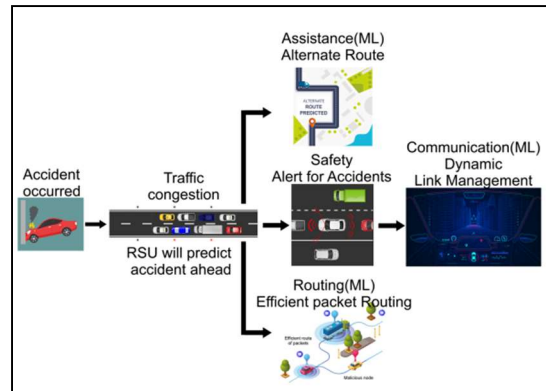 Assistance(ML)
Alternate Route
ALTERNATE
ROUTE
PREDICTED
Accident
occurred
Traffic
congestion
RSU will predict
accident ahead
Safety
Alert for Accidents
Communication(ML)
Dynamic
Link Management
Routing(ML)
Efficient packet Routing
Efficient node
of packets
Malicious node